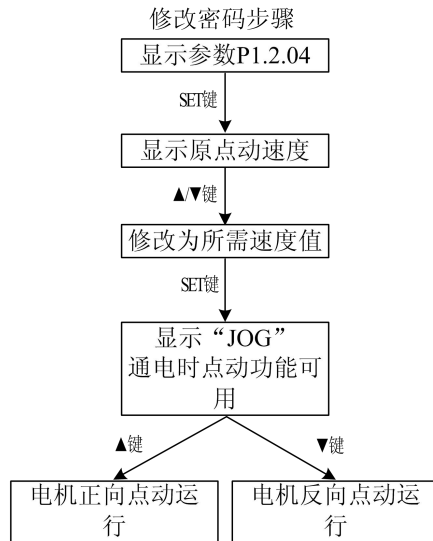 修改密码步骤
显示参数P1.2.04
SET键
显示原点动速度
▲/▼键
修改为所需速度值
SET键
显示“JOG”
通电时点动功能可
用
▲键
▼键
电机正向点动运
行
电机反向点动运
行